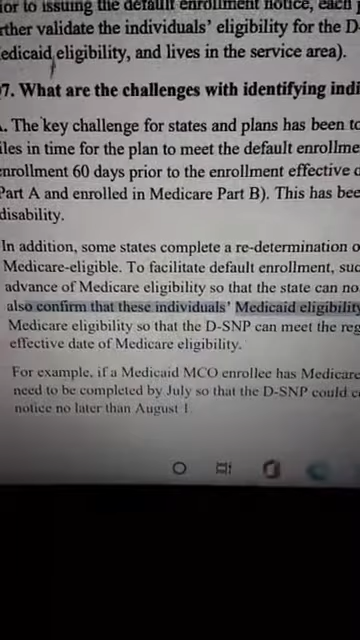 ior to issuing the default enrollment notice, each
rther validate the individuals' eligibility for the D-
edicaid eligibility, and lives in the service area).
7. What are the challenges with identifying indi
. The key challenge for states and plans has been to
iles in time for the plan to meet the default enrollme
enrollment 60 days prior to the enrollment effective
Part A and enrolled in Medicare Part B). This has bee
disability.
In addition, some states complete a re-determination o
Medicare-eligible. To facilitate default enrollment, suc
advance of Medicare eligibility so that the state can no
also confirm that these individuals' Medicaid eligibility
Medicare eligibility so that the D-SNP can meet the reg
effective date of Medicare eligibility.
For example, if a Medicaid MCO enrollee has Medicare
need to be completed by July so that the D-SNP could c
notice no later than August 1